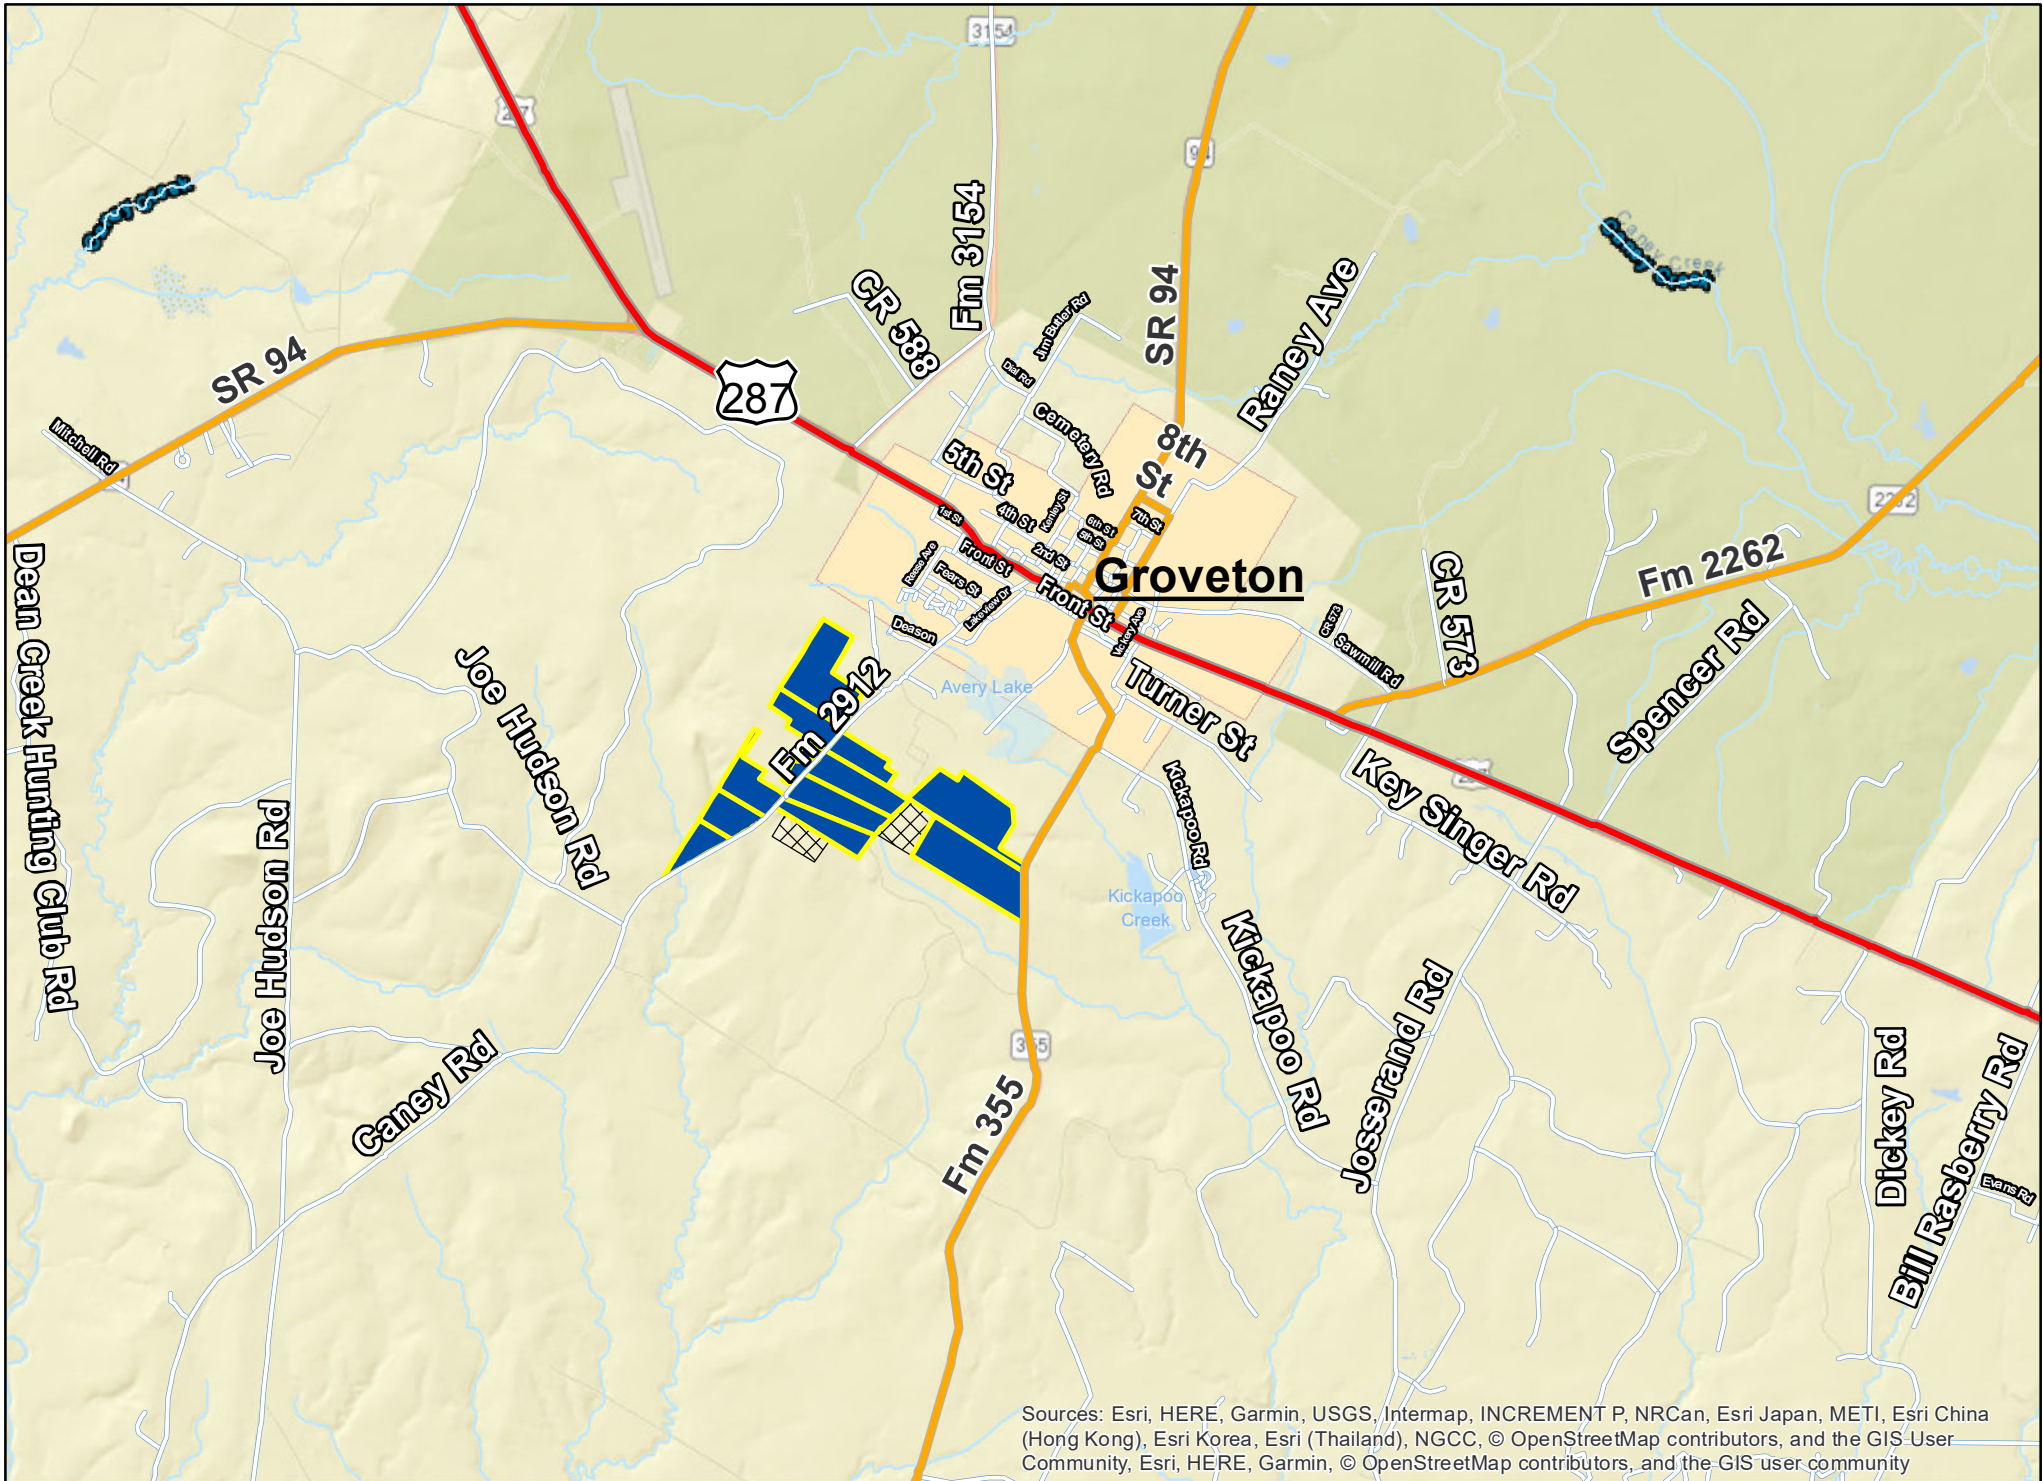 3154
94
Fm 3154
SR 94
CR 588
Raney Ave
Caney Creek
Jim Butler Rd
Dial Rd
SR 94
287
Cemetery Rd
Mitchell Rd
8th
St
5th St
Kenley St
4th St
1st St
6th St
7th St
5th St
2nd St
Front St
Reese Ave
Fears St
Lakeview Dr
Front St
Groveton
Vickery Ave
Deason
CR 573
Sawmill Rd
CR 573
Fm 2262
Spencer Rd
Dean Creek Hunting Club Rd
Joe Hudson Rd
Joe Hudson Rd
Fm 2912
Avery Lake
Turner St
Kickapoo Rd
Key Singer Rd
Kickapoo
Creek
Kickapoo Rd
Josserand Rd
Caney Rd
355
Fm 355
Dickey Rd
Bill Rasberry Rd
Evans Rd
Sources: Esri, HERE, Garmin, USGS, Intermap, INCREMENT P, NRCan, Esri Japan, METI, Esri China
(Hong Kong), Esri Korea, Esri (Thailand), NGCC, © OpenStreetMap contributors, and the GIS User
Community, Esri, HERE, Garmin, © OpenStreetMap contributors, and the GIS user community